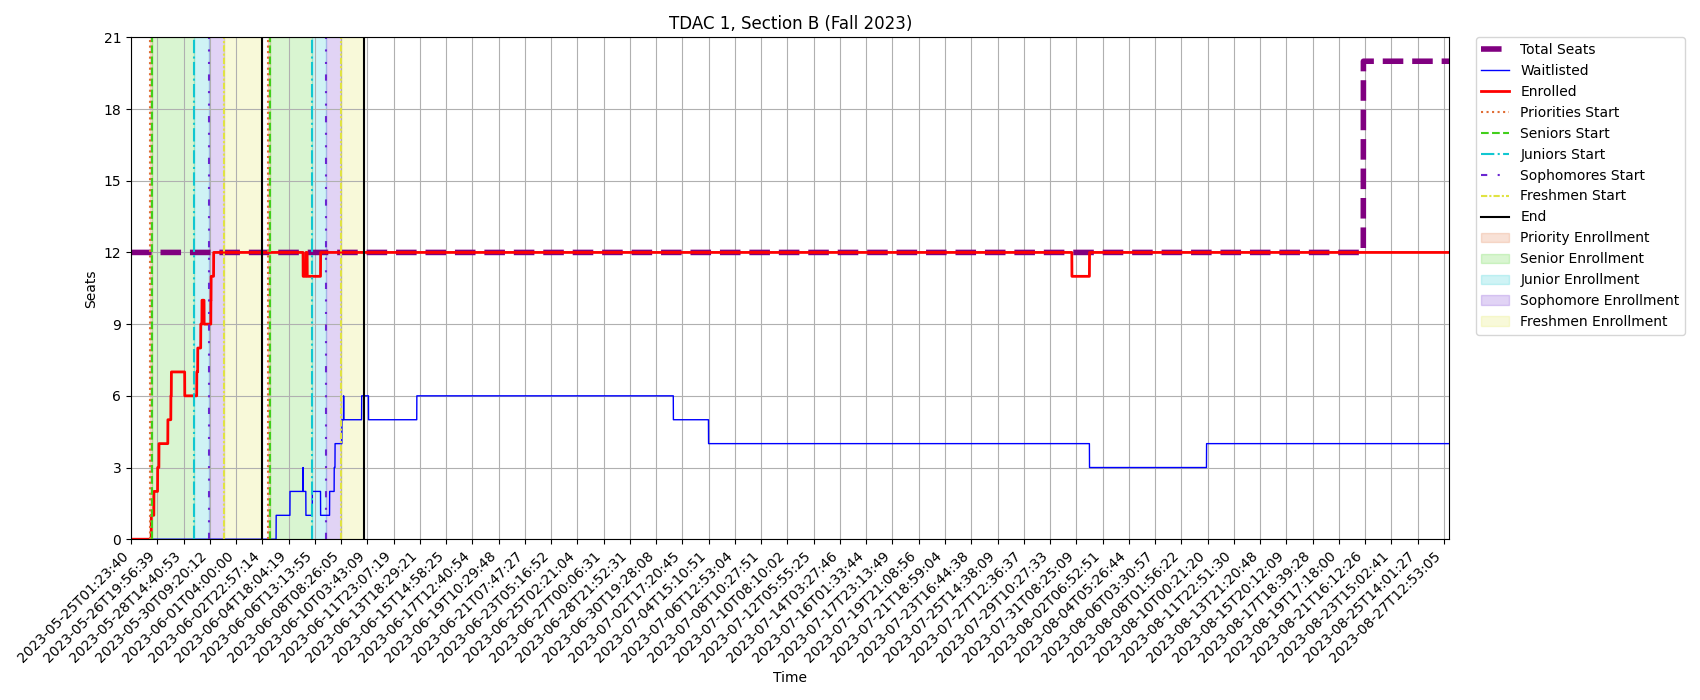 TDAC 1, Section B (Fall 2023)
21
18
15
12
9
6
3
0
Seats
2023-05-25T01:23:40
2023-05-26T19:56:39
2023-05-28T14:40:53
2023-05-30T09:20:12
2023-06-01T04:00:00
2023-06-02T22:57:14
2023-06-04T18:04:19
2023-06-06T13:13:55
2023-06-08T08:26:05
2023-06-10T03:43:09
2023-06-11T23:07:19
2023-06-13T18:29:21
2023-06-15T14:58:25
2023-06-17T12:40:54
2023-06-19T10:29:48
2023-06-21T07:47:27
2023-06-23T05:16:52
2023-06-25T02:21:04
2023-06-27T00:06:31
2023-06-28T21:52:31
2023-06-30T19:28:08
2023-07-02T17:20:45
2023-07-04T15:10:51
2023-07-06T12:53:04
2023-07-08T10:27:51
2023-07-10T08:10:02
2023-07-12T05:55:25
2023-07-14T03:27:46
2023-07-16T01:33:44
2023-07-17T23:13:49
2023-07-19T21:08:56
2023-07-21T18:59:04
2023-07-23T16:44:38
2023-07-25T14:38:09
2023-07-27T12:36:37
2023-07-29T10:27:33
2023-07-31T08:25:09
2023-08-02T06:52:51
2023-08-04T05:26:44
2023-08-06T03:30:57
2023-08-08T01:56:22
2023-08-10T00:21:20
2023-08-11T22:51:30
2023-08-13T21:20:48
2023-08-15T20:12:09
2023-08-17T18:39:28
2023-08-19T17:18:00
2023-08-21T16:12:26
2023-08-23T15:02:41
2023-08-25T14:01:27
2023-08-27T12:53:05
Time
Total Seats
Waitlisted
Enrolled
Priorities Start
Seniors Start
Juniors Start
Sophomores Start
Freshmen Start
End
Priority Enrollment
Senior Enrollment
Junior Enrollment
Sophomore Enrollment
Freshmen Enrollment